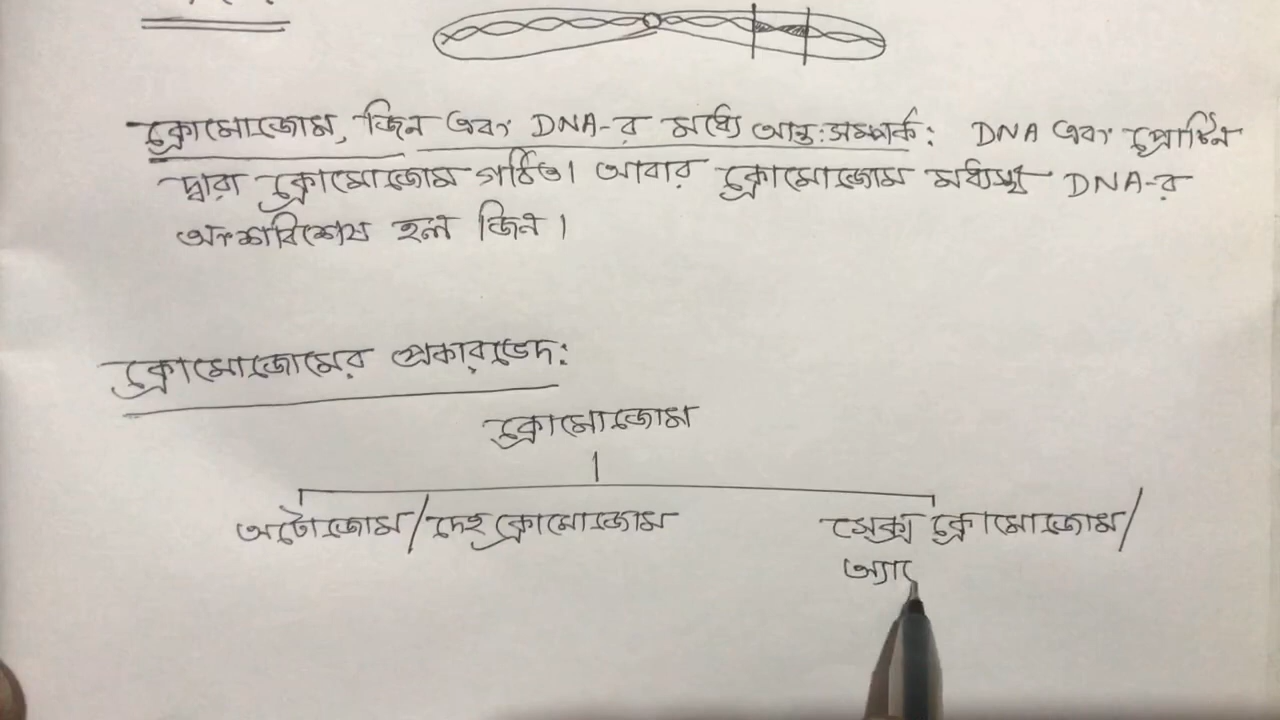 ক্রোমোজোম, জিন এবং DNA-র মধ্যে আন্তঃসম্পর্ক: DNA এবং প্রোটিন
দ্বারা ক্রোমোজোম গঠিত। আবার ক্রোমোজোম মধ্যস্থ DNA-র
অংশবিশেষ হল জিন।
ক্রোমোজোমের প্রকারভেদ:
ক্রোমোজোম
অটোজোম/দেহ ক্রোমোজোম সেক্স ক্রোমোজোম/
অ্যা